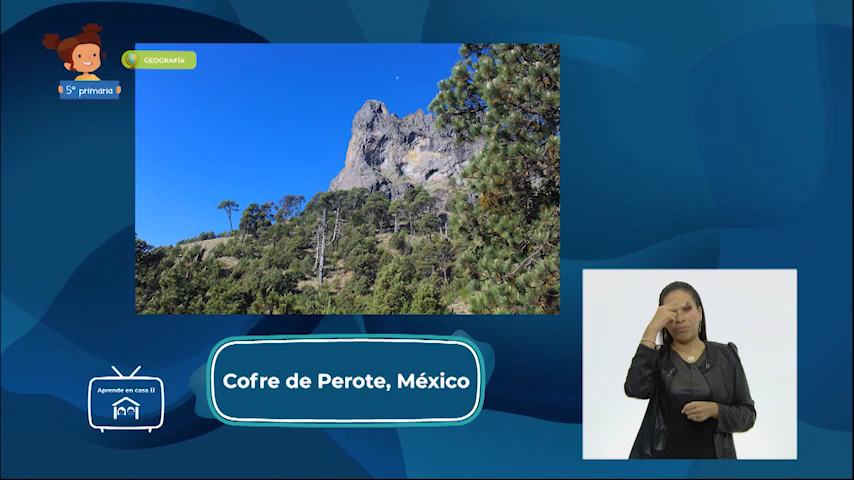 GEOGRAFÍA
5° primaria
Cofre de Perote, México
Aprende en casa II